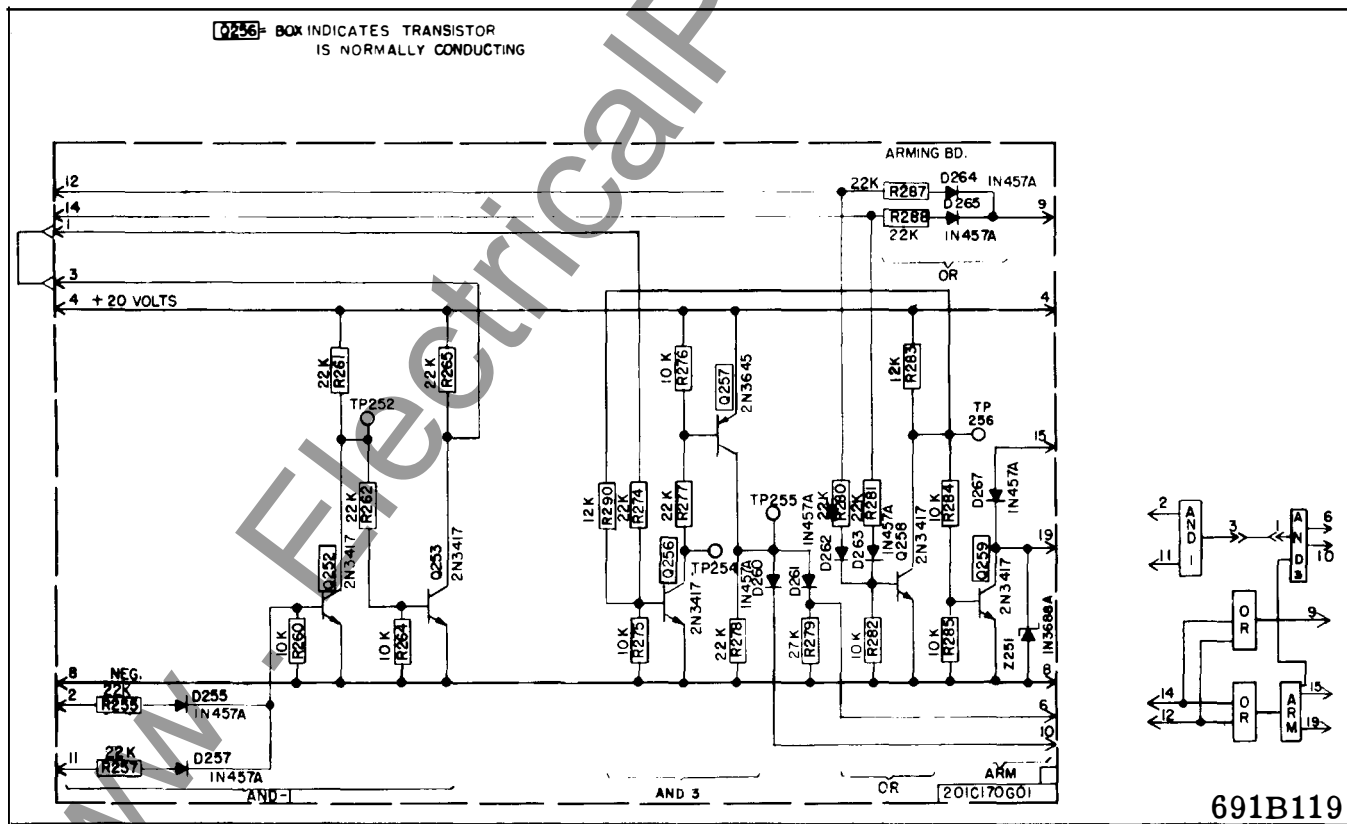 Q256 = BOX INDICATES TRANSISTOR
IS NORMALLY CONDUCTING
www.ElectricalP
ARMING BD.
12
22K
R287
D264
IN457A
14
R288
D265
9
1
22K
IN457A
OR
3
4
+ 20 VOLTS
4
22K
R261
22K
R265
10K
R276
Q257
2N3645
12K
R283
TP252
TP
256
15
22K
R262
12K
R290
22K
R274
22K
R277
TP255
IN457A
22K
R280
22K
R281
IN457A
Q258
2N3417
10K
R284
D267
IN457A
Q252
2N3417
Q253
2N3417
Q256
2N3417
TP254
IN457A
D260
D261
D262
D263
Q259
2N3417
19
10K
R260
10K
R264
10K
R275
22K
R278
27K
R279
10K
R282
10K
R285
Z251
IN3688A
8
NEG.
8
2
22K
R255
D255
IN457A
6
10
11
22K
R257
D257
IN457A
AND-1
AND 3
OR
ARM
201C170G01
2
AND 1
11
3
1
AND 3
6
10
OR
9
14
12
OR
ARM
15
19
691B119